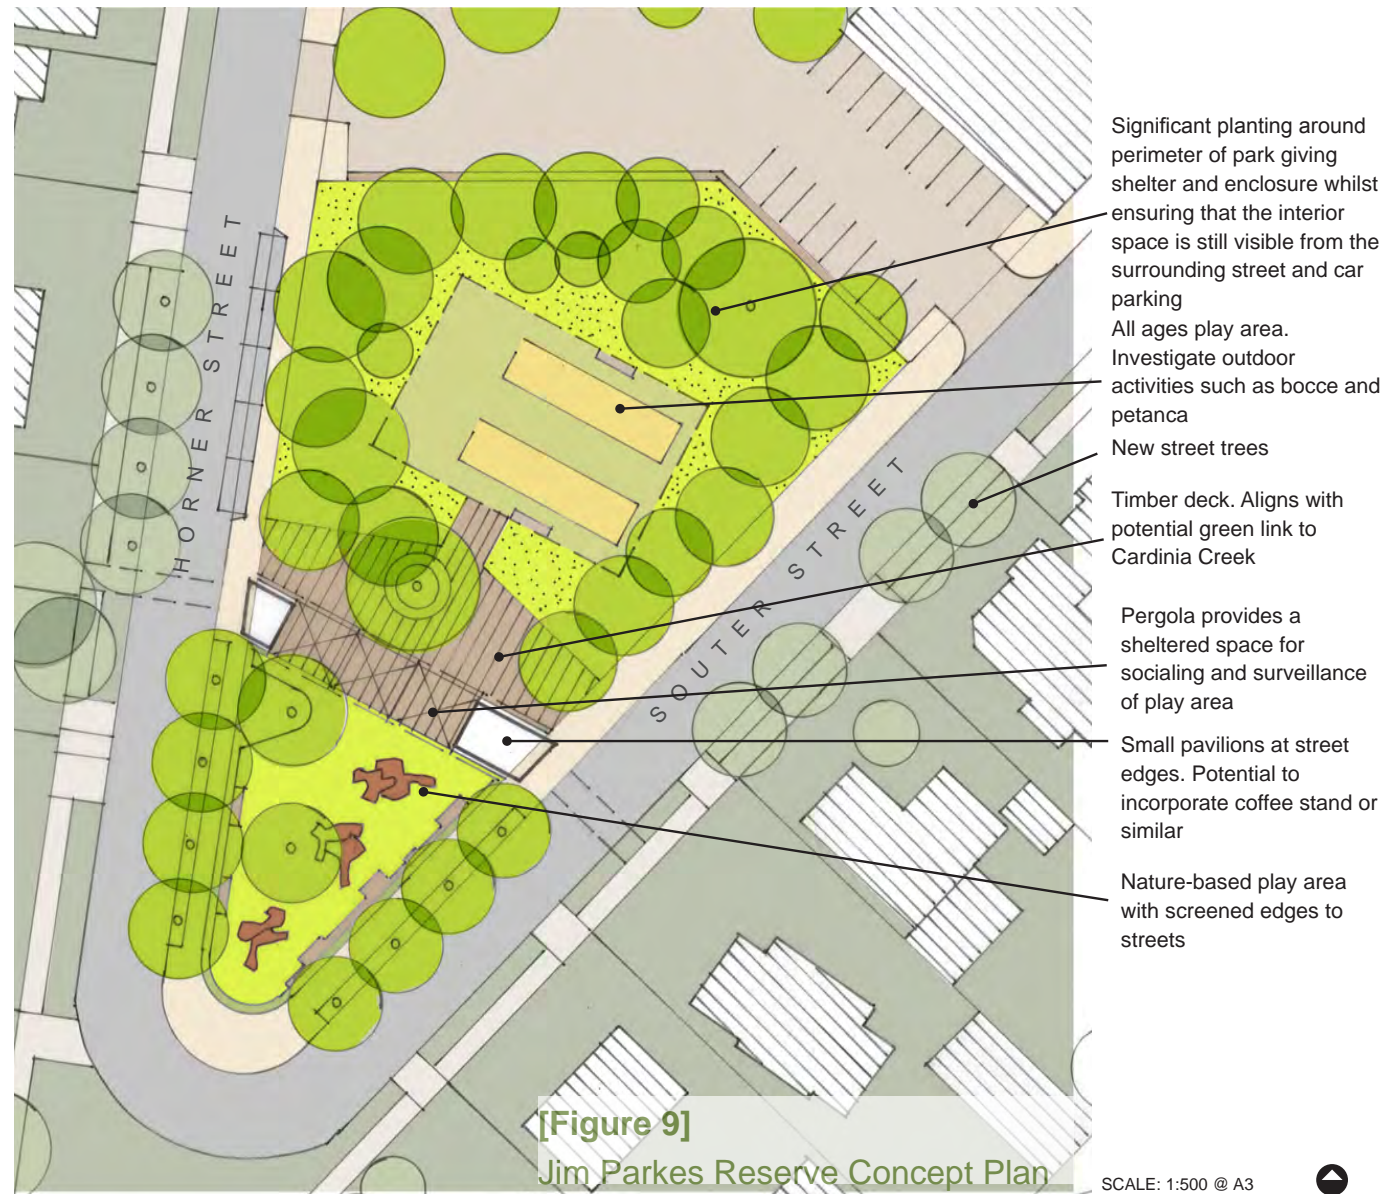 Significant planting around
perimeter of park giving
shelter and enclosure whilst
ensuring that the interior
space is still visible from the
surrounding street and car
parking
All ages play area.
Investigate outdoor
activities such as bocce and
petanca
New street trees
Timber deck. Aligns with
potential green link to
Cardinia Creek
Pergola provides a
sheltered space for
socialing and surveillance
of play area
Small pavilions at street
edges. Potential to
incorporate coffee stand or
similar
Nature-based play area
with screened edges to
streets
HORNER STREET
SOUTER STREET
[Figure 9]
Jim Parkes Reserve Concept Plan
SCALE: 1:500 @ A3